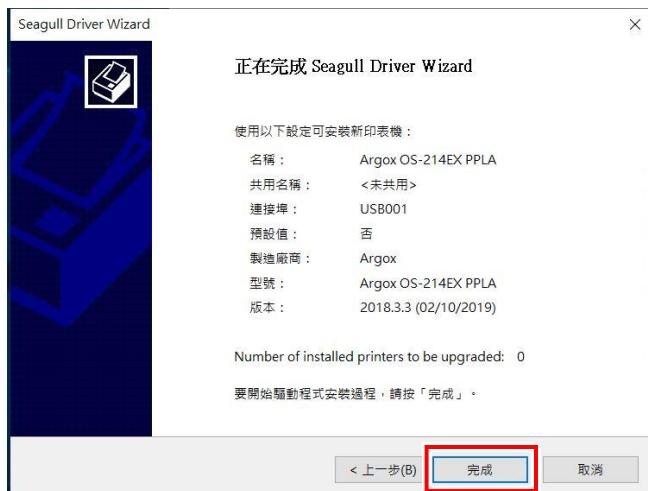 Seagull Driver Wizard
正在完成 Seagull Driver Wizard
使用以下設定可安裝新印表機：
名稱： Argox OS-214EX PPLA
共用名稱： <未共用>
連接埠： USB001
預設值： 否
製造廠商： Argox
型號： Argox OS-214EX PPLA
版本： 2018.3.3 (02/10/2019)
Number of installed printers to be upgraded: 0
要開始驅動程式安裝過程，請按「完成」。
< 上一步(B) 完成 取消